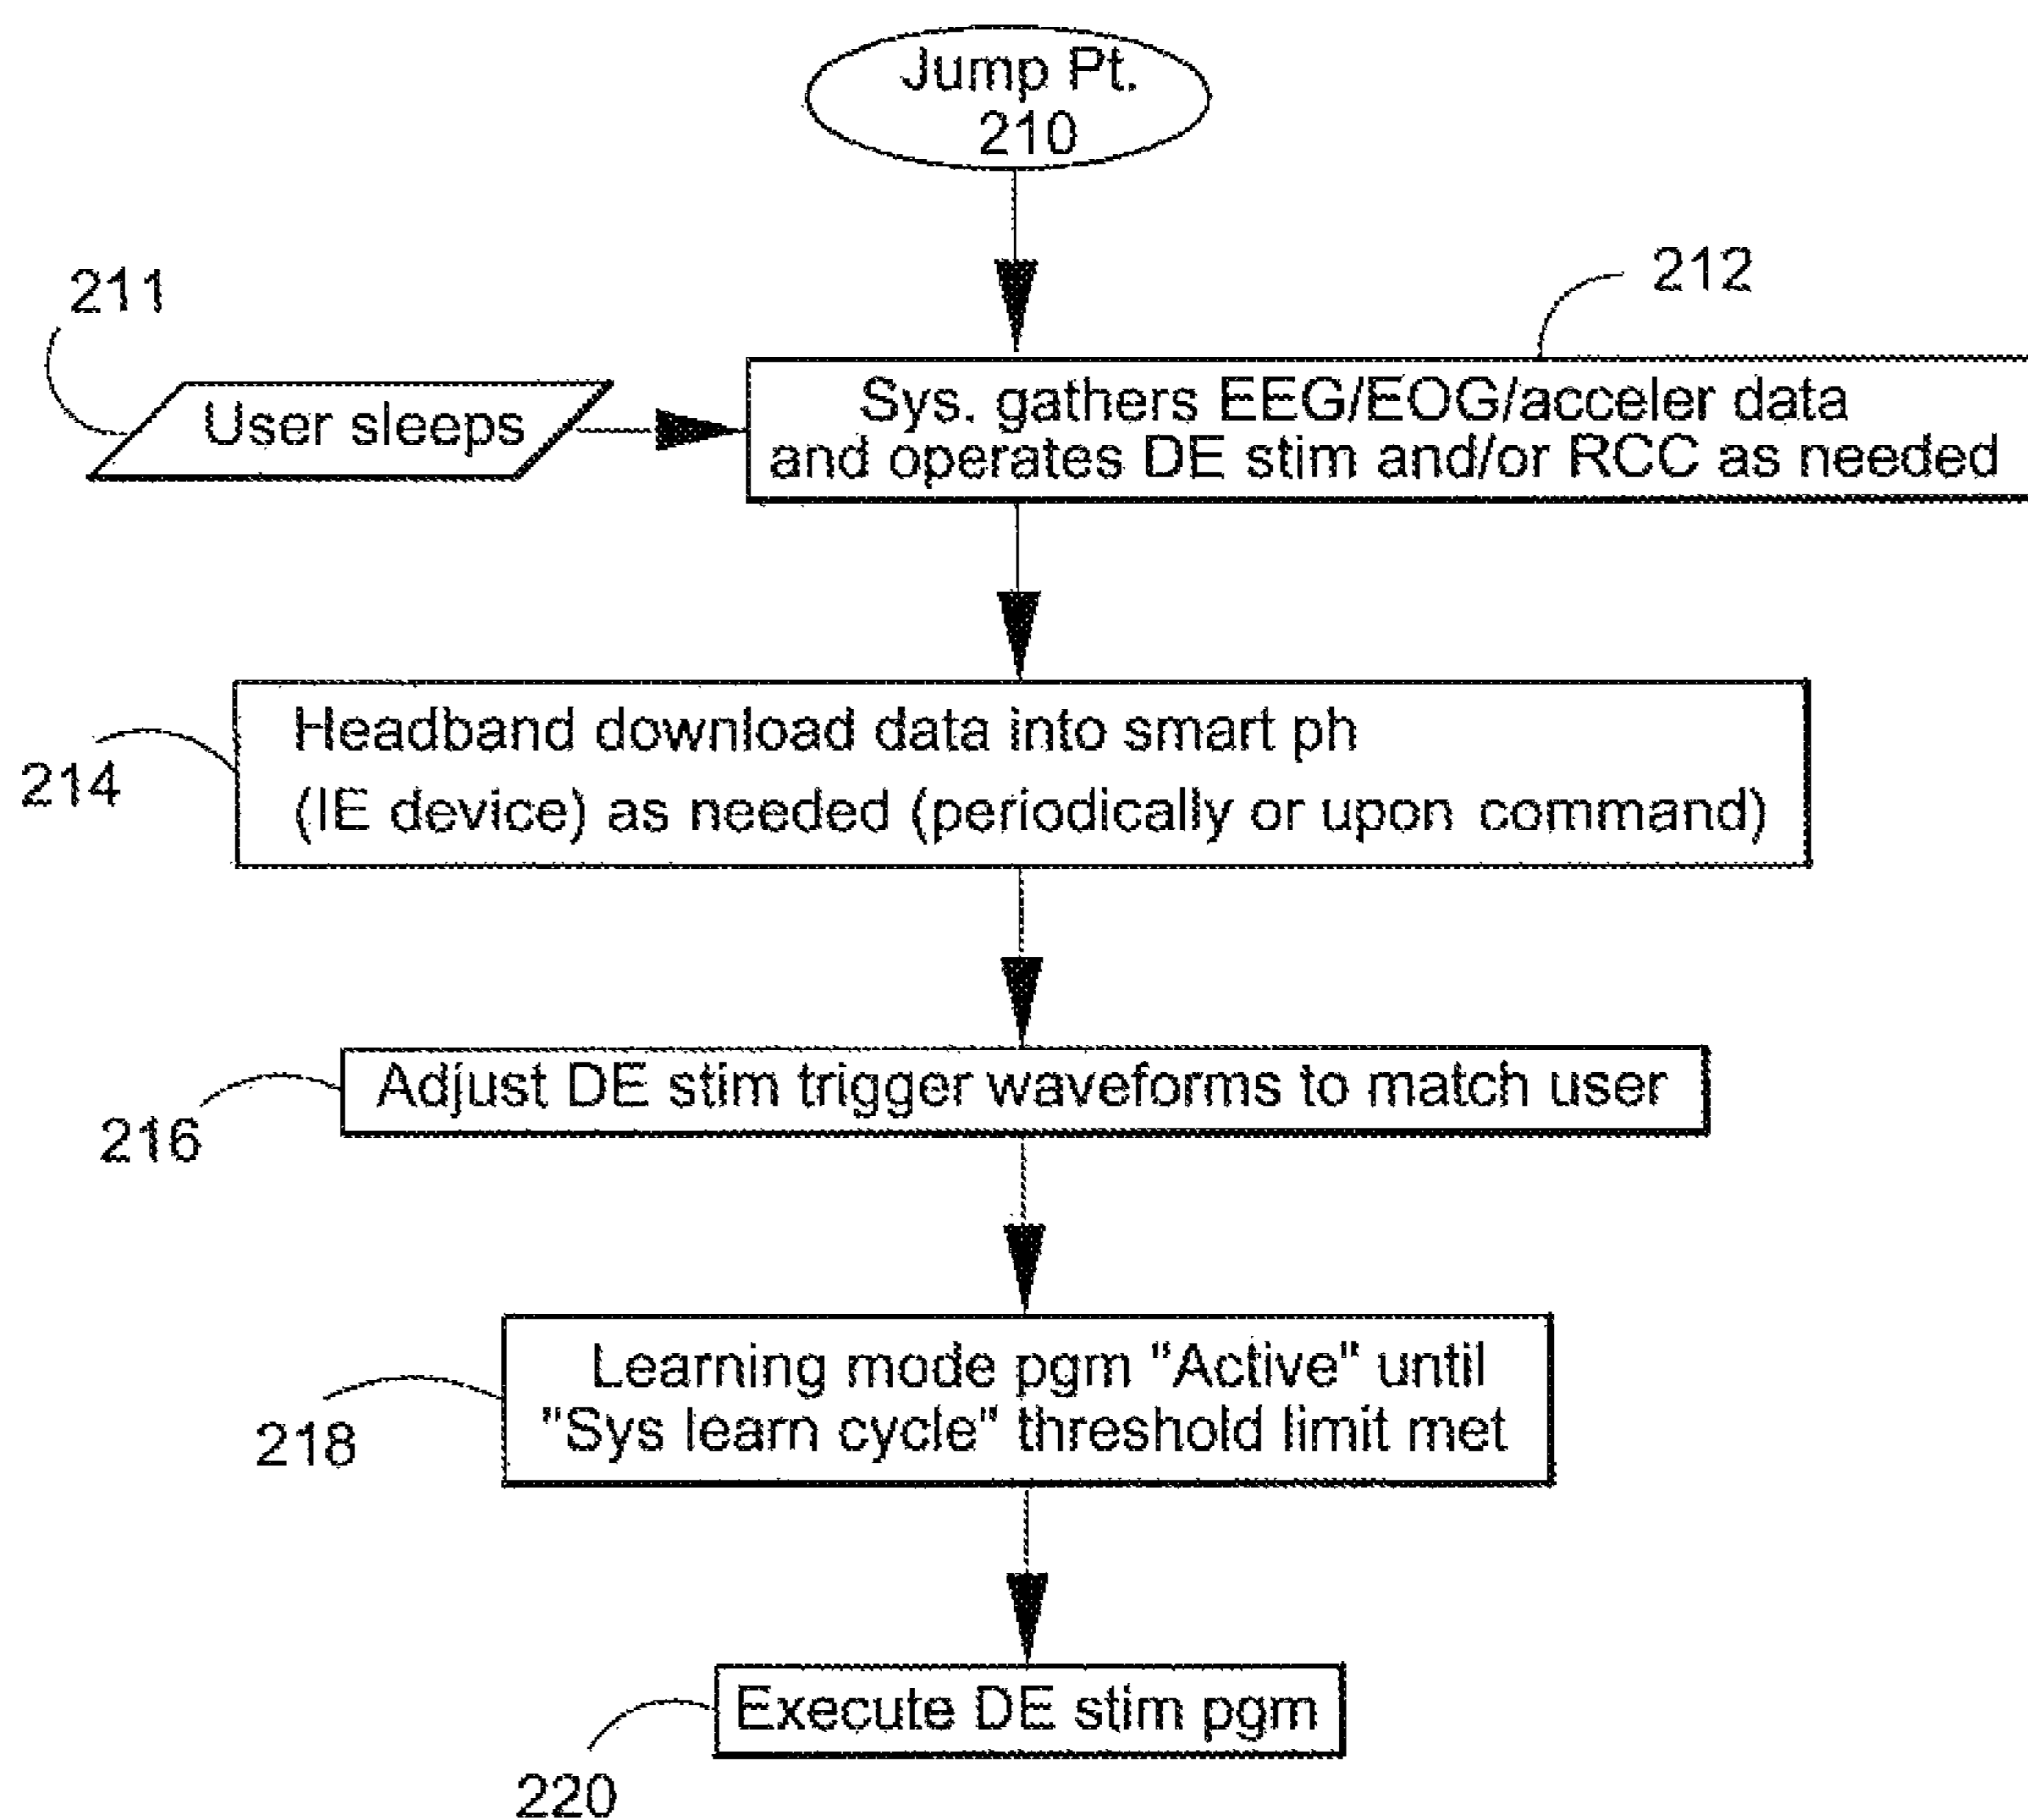 Jump Pt.
210
211
212
User sleeps
Sys. gathers EEG/EOG/acceler data
and operates DE stim and/or RCC as needed
214
Headband download data into smart ph
(IE device) as needed (periodically or upon command)
216
Adjust DE stim trigger waveforms to match user
218
Learning mode pgm "Active" until
"Sys learn cycle" threshold limit met
220
Execute DE stim pgm